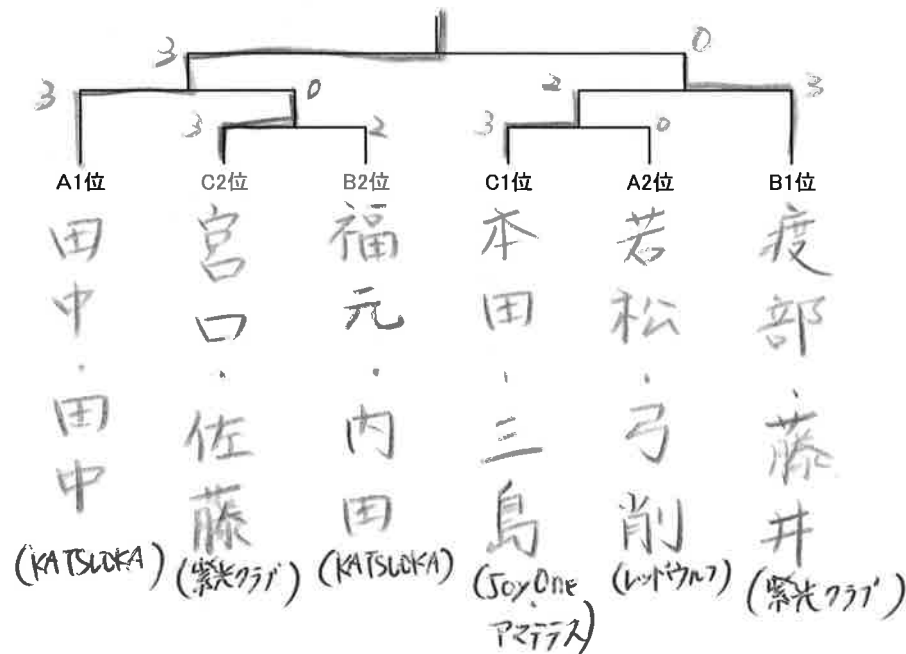 3 0
3 0 2 3
3 2 3 0
A1位 C2位 B2位 C1位 A2位 B1位
田中・田中
宮口・佐藤
福元・内田
本田・三島
若松・弓削
渡部・藤井
(KATSUOKA) (紫光クラブ) (KATSUOKA) (Joy One・アマテラス) (レッドウルフ) (紫光クラブ)